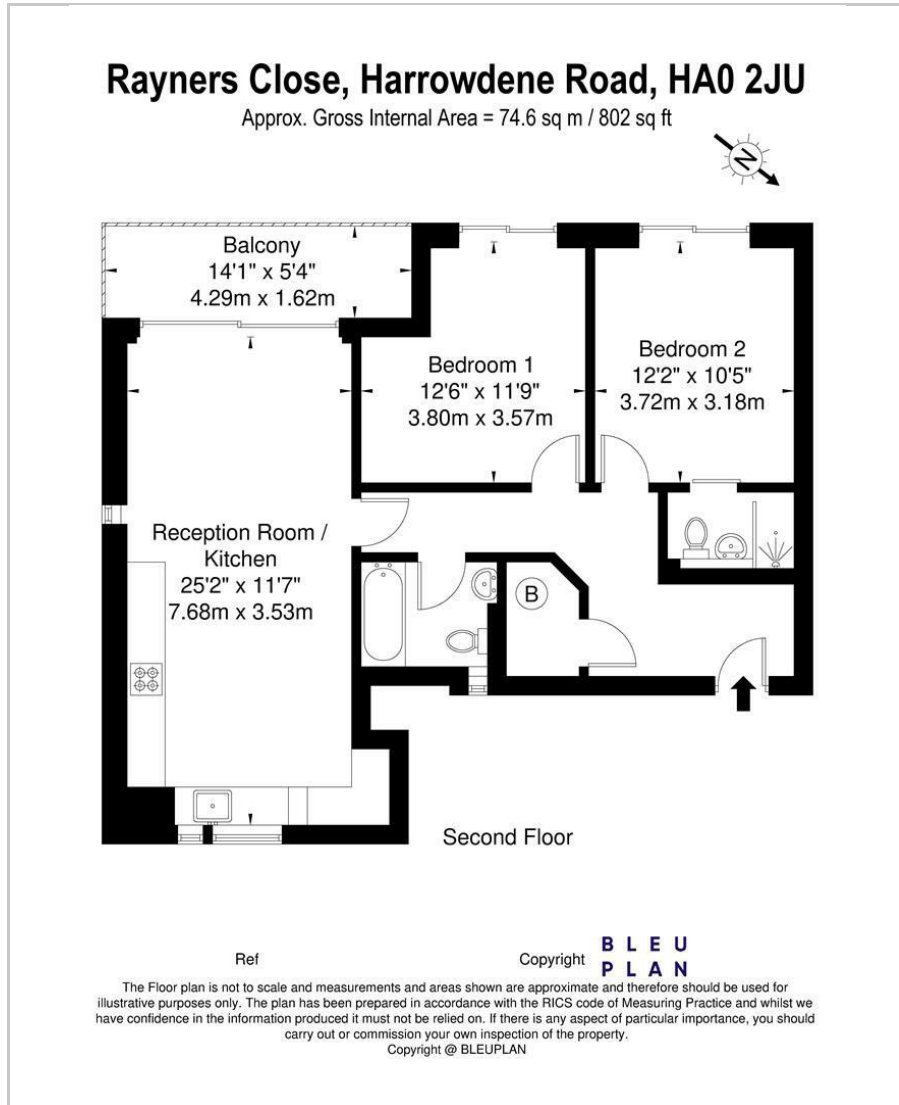 Rayners Close, Harrowdene Road, HA0 2JU
Approx. Gross Internal Area = 74.6 sq m / 802 sq ft
N
Balcony
14'1" x 5'4"
4.29m x 1.62m
Bedroom 1
12'6" x 11'9"
3.80m x 3.57m
Bedroom 2
12'2" x 10'5"
3.72m x 3.18m
Reception Room /
Kitchen
25'2" x 11'7"
7.68m x 3.53m
B
Second Floor
Ref
Copyright
BLEU
PLAN
The Floor plan is not to scale and measurements and areas shown are approximate and therefore should be used for
illustrative purposes only. The plan has been prepared in accordance with the RICS code of Measuring Practice and whilst we
have confidence in the information produced it must not be relied on. If there is any aspect of particular importance, you should
carry out or commission your own inspection of the property.
Copyright @ BLEUPLAN